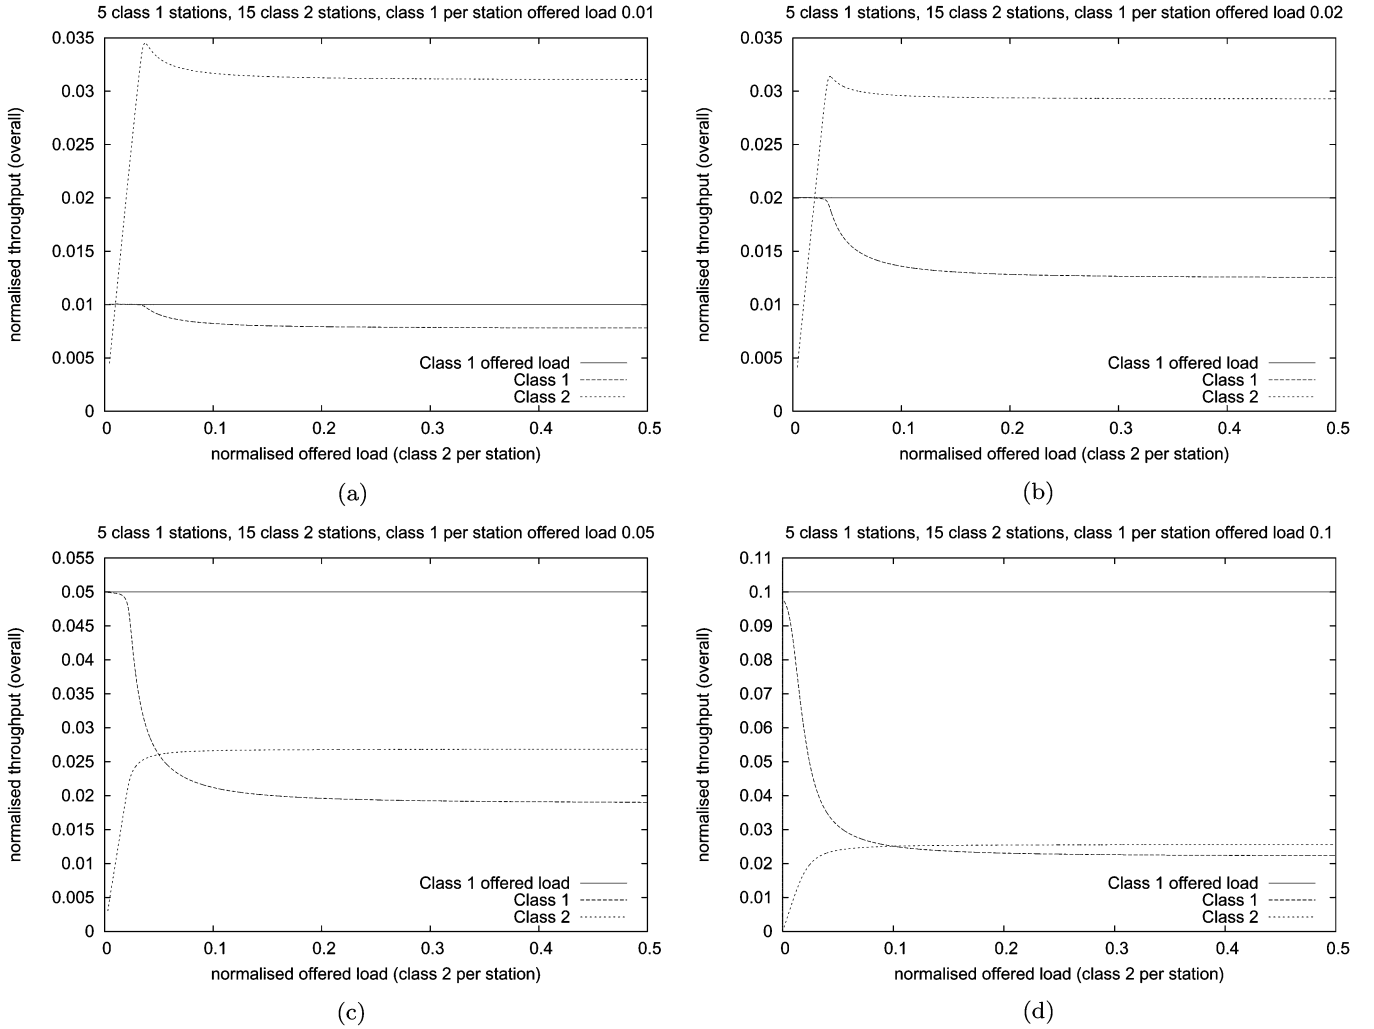 5 class 1 stations, 15 class 2 stations, class 1 per station offered load 0.01
0.035
0.03
0.025
0.02
0.015
0.01
0.005
0
normalised throughput (overall)
Class 1 offered load
Class 1
Class 2
0 0.1 0.2 0.3 0.4 0.5
normalised offered load (class 2 per station)
(a)
5 class 1 stations, 15 class 2 stations, class 1 per station offered load 0.02
0.035
0.03
0.025
0.02
0.015
0.01
0.005
0
normalised throughput (overall)
Class 1 offered load
Class 1
Class 2
0 0.1 0.2 0.3 0.4 0.5
normalised offered load (class 2 per station)
(b)
5 class 1 stations, 15 class 2 stations, class 1 per station offered load 0.05
0.055
0.05
0.045
0.04
0.035
0.03
0.025
0.02
0.015
0.01
0.005
0
normalised throughput (overall)
Class 1 offered load
Class 1
Class 2
0 0.1 0.2 0.3 0.4 0.5
normalised offered load (class 2 per station)
(c)
5 class 1 stations, 15 class 2 stations, class 1 per station offered load 0.1
0.11
0.1
0.09
0.08
0.07
0.06
0.05
0.04
0.03
0.02
0.01
0
normalised throughput (overall)
Class 1 offered load
Class 1
Class 2
0 0.1 0.2 0.3 0.4 0.5
normalised offered load (class 2 per station)
(d)